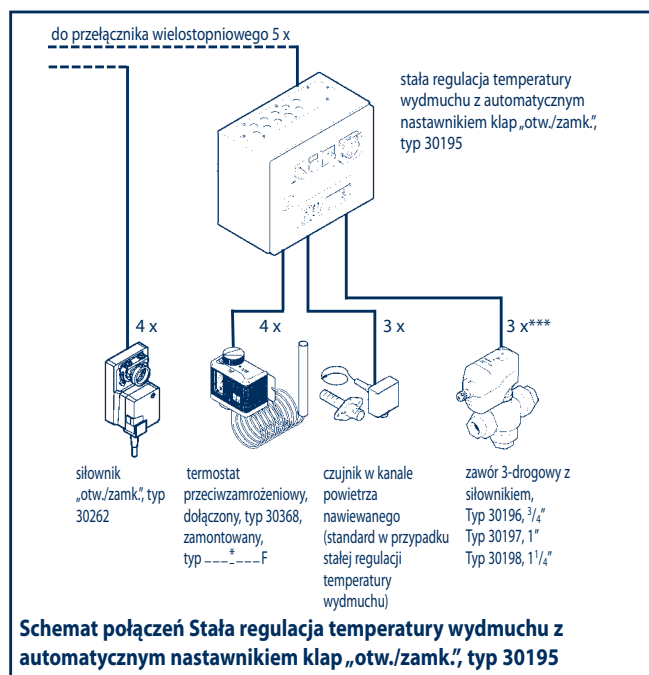 do przełącznika wielostopniowego 5 x
stała regulacja temperatury
wydmuchu z automatycznym
nastawnikiem klap „otw./zamk.”,
typ 30195
4 x
4 x
3 x
3 x***
siłownik
„otw./zamk.”, typ
30262
termostat
przeciwzamrożeniowy,
dołączony, typ 30368,
zamontowany,
typ ___*___F
czujnik w kanale
powietrza
nawiewanego
(standard w przypadku
stałej regulacji
temperatury
wydmuchu)
zawór 3-drogowy z
siłownikiem,
Typ 30196, 3/4”
Typ 30197, 1”
Typ 30198, 1 1/4”
Schemat połączeń Stała regulacja temperatury wydmuchu z
automatycznym nastawnikiem klap „otw./zamk.”, typ 30195